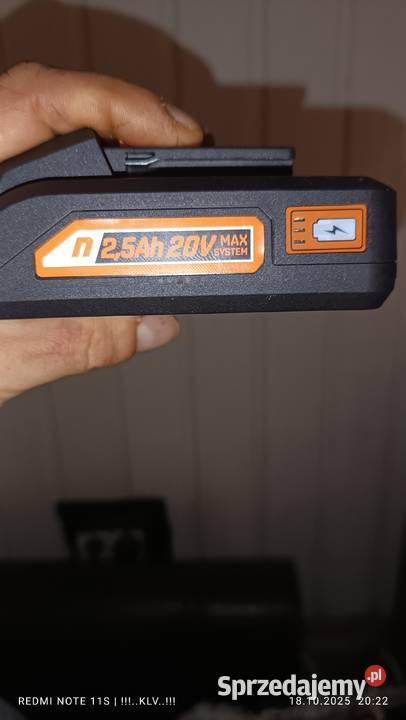 n 2,5Ah 20V MAX
SYSTEM
REDMI NOTE 11S | !!!..KLV..!!!
18.10.2025 20:22
Sprzedajemy.pl